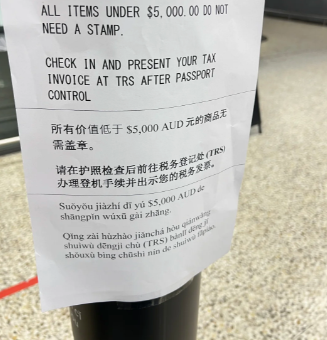 ALL ITEMS UNDER $5,000.00 DO NOT
NEED A STAMP.
CHECK IN AND PRESENT YOUR TAX
INVOICE AT TRS AFTER PASSPORT
CONTROL
所有价值低于 $5,000 AUD 元的商品无
需盖章。
请在护照检查后前往税务登记处 (TRS)
办理登机手续并出示您的税务发票。
Suǒyǒu jiàzhí dī yú $5,000 AUD de
shāngpǐn wúxū gài zhāng.
Qǐng zài hùzhào jiǎnchá hòu qiánwǎng
shuìwù dēngjì chù (TRS) bànlǐ dēng jī
shǒuxù bìng chūshì nín de shuìwù fāpiào.